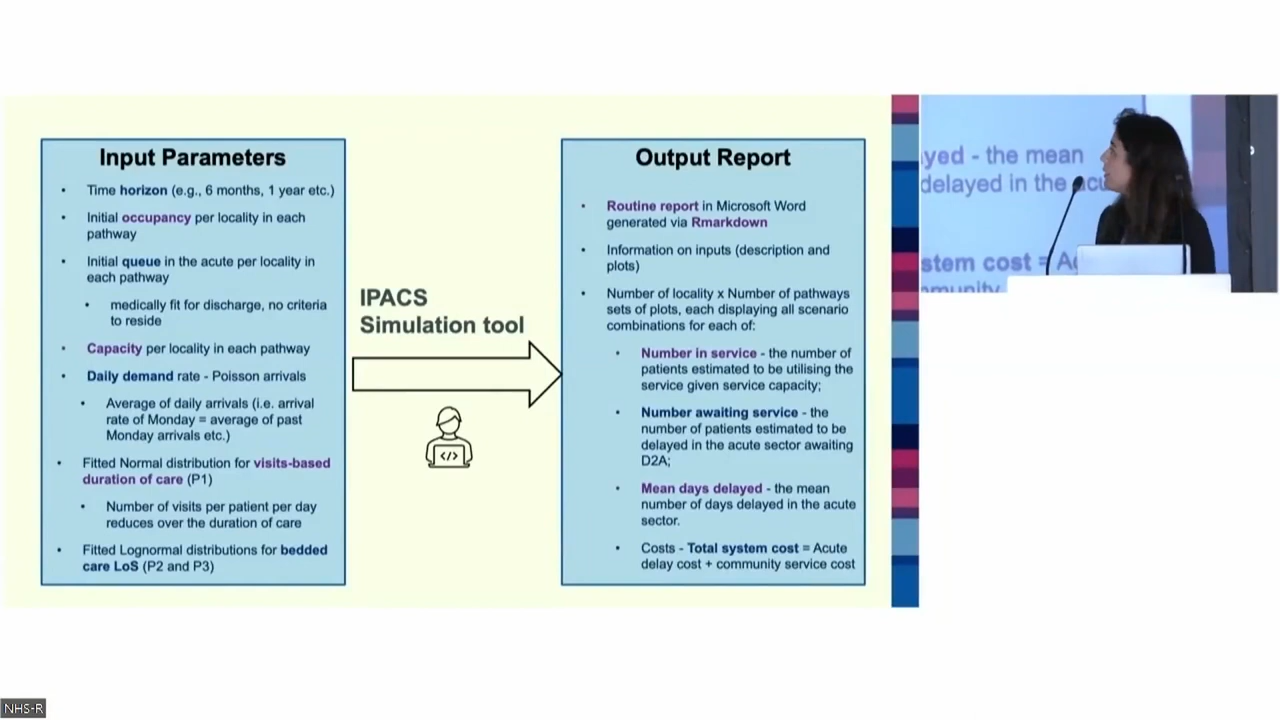 Input Parameters
• Time horizon (e.g., 6 months, 1 year etc.)
• Initial occupancy per locality in each
pathway
• Initial queue in the acute per locality in
each pathway
• medically fit for discharge, no criteria
to reside
• Capacity per locality in each pathway
• Daily demand rate - Poisson arrivals
• Average of daily arrivals (i.e. arrival
rate of Monday = average of past
Monday arrivals etc.)
• Fitted Normal distribution for visits-based
duration of care (P1)
• Number of visits per patient per day
reduces over the duration of care
• Fitted Lognormal distributions for bedded
care LoS (P2 and P3)
IPACS
Simulation tool
</>
Output Report
• Routine report in Microsoft Word
generated via Rmarkdown
• Information on inputs (description and
plots)
• Number of locality x Number of pathways
sets of plots, each displaying all scenario
combinations for each of:
• Number in service - the number of
patients estimated to be utilising the
service given service capacity;
• Number awaiting service - the
number of patients estimated to be
delayed in the acute sector awaiting
D2A;
• Mean days delayed - the mean
number of days delayed in the acute
sector.
• Costs - Total system cost = Acute
delay cost + community service cost
yed - the mean
delayed in the acu
stem cost = A
mmunity
NHS-R